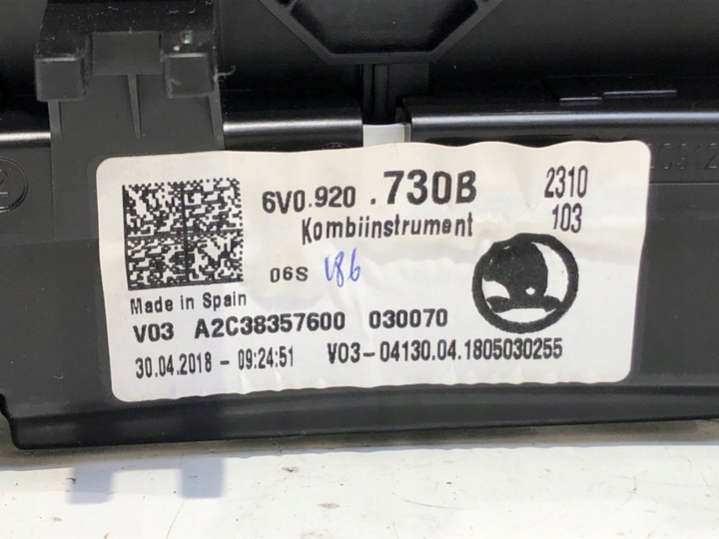 6V0.920 .730B 2310
Kombiinstrument 103
06S 186
Made in Spain
V03 A2C38357600 030070
30.04.2018 - 09:24:51 V03-04130.04.1805030255